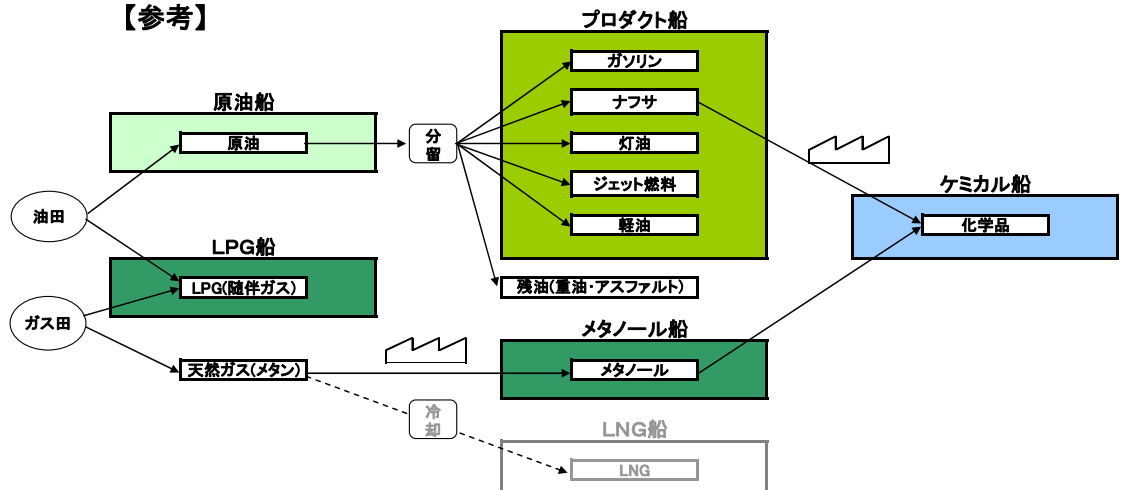 【参考】
プロダクト船
ガソリン
ナフサ
灯油
ジェット燃料
軽油
原油船
原油
分
留
油田
ケミカル船
化学品
LPG船
LPG(随伴ガス)
残油(重油・アスファルト)
ガス田
メタノール船
メタノール
天然ガス(メタン)
冷
却
LNG船
LNG